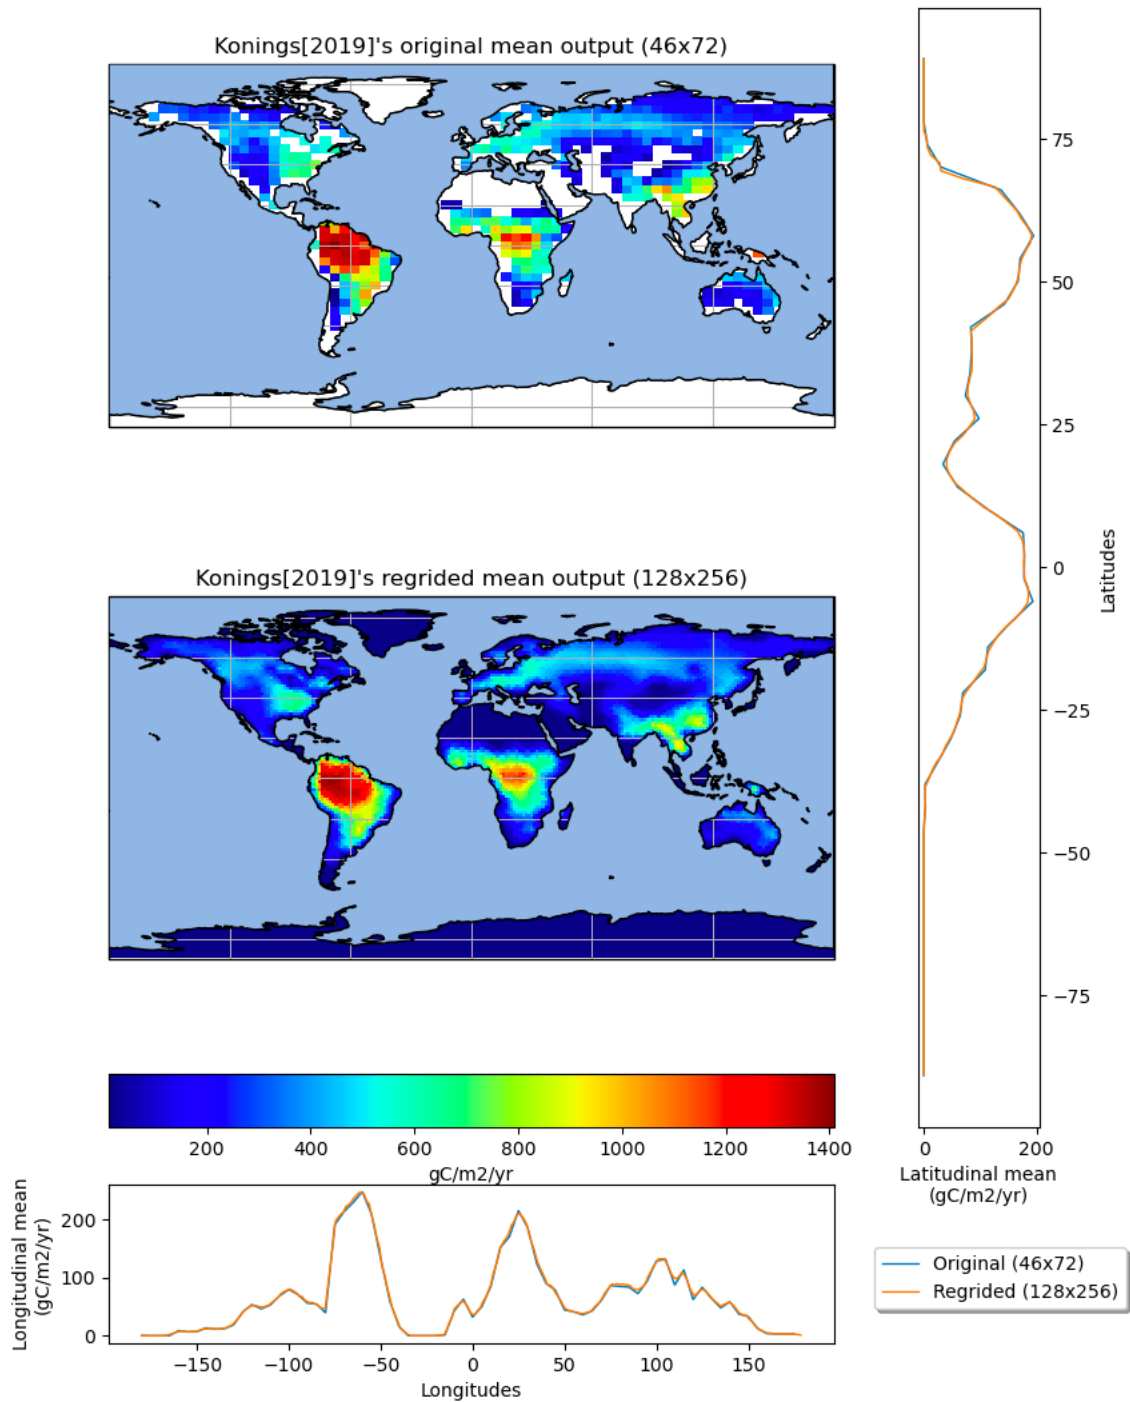 Konings[2019]'s original mean output (46x72)
75
50
25
0
−25
−50
−75
Latitudes
0 200
Latitudinal mean
(gC/m2/yr)
Konings[2019]'s regrided mean output (128x256)
200 400 600 800 1000 1200 1400
gC/m2/yr
Longitudinal mean
(gC/m2/yr)
200
100
0
−150 −100 −50 0 50 100 150
Longitudes
Original (46x72)
Regrided (128x256)